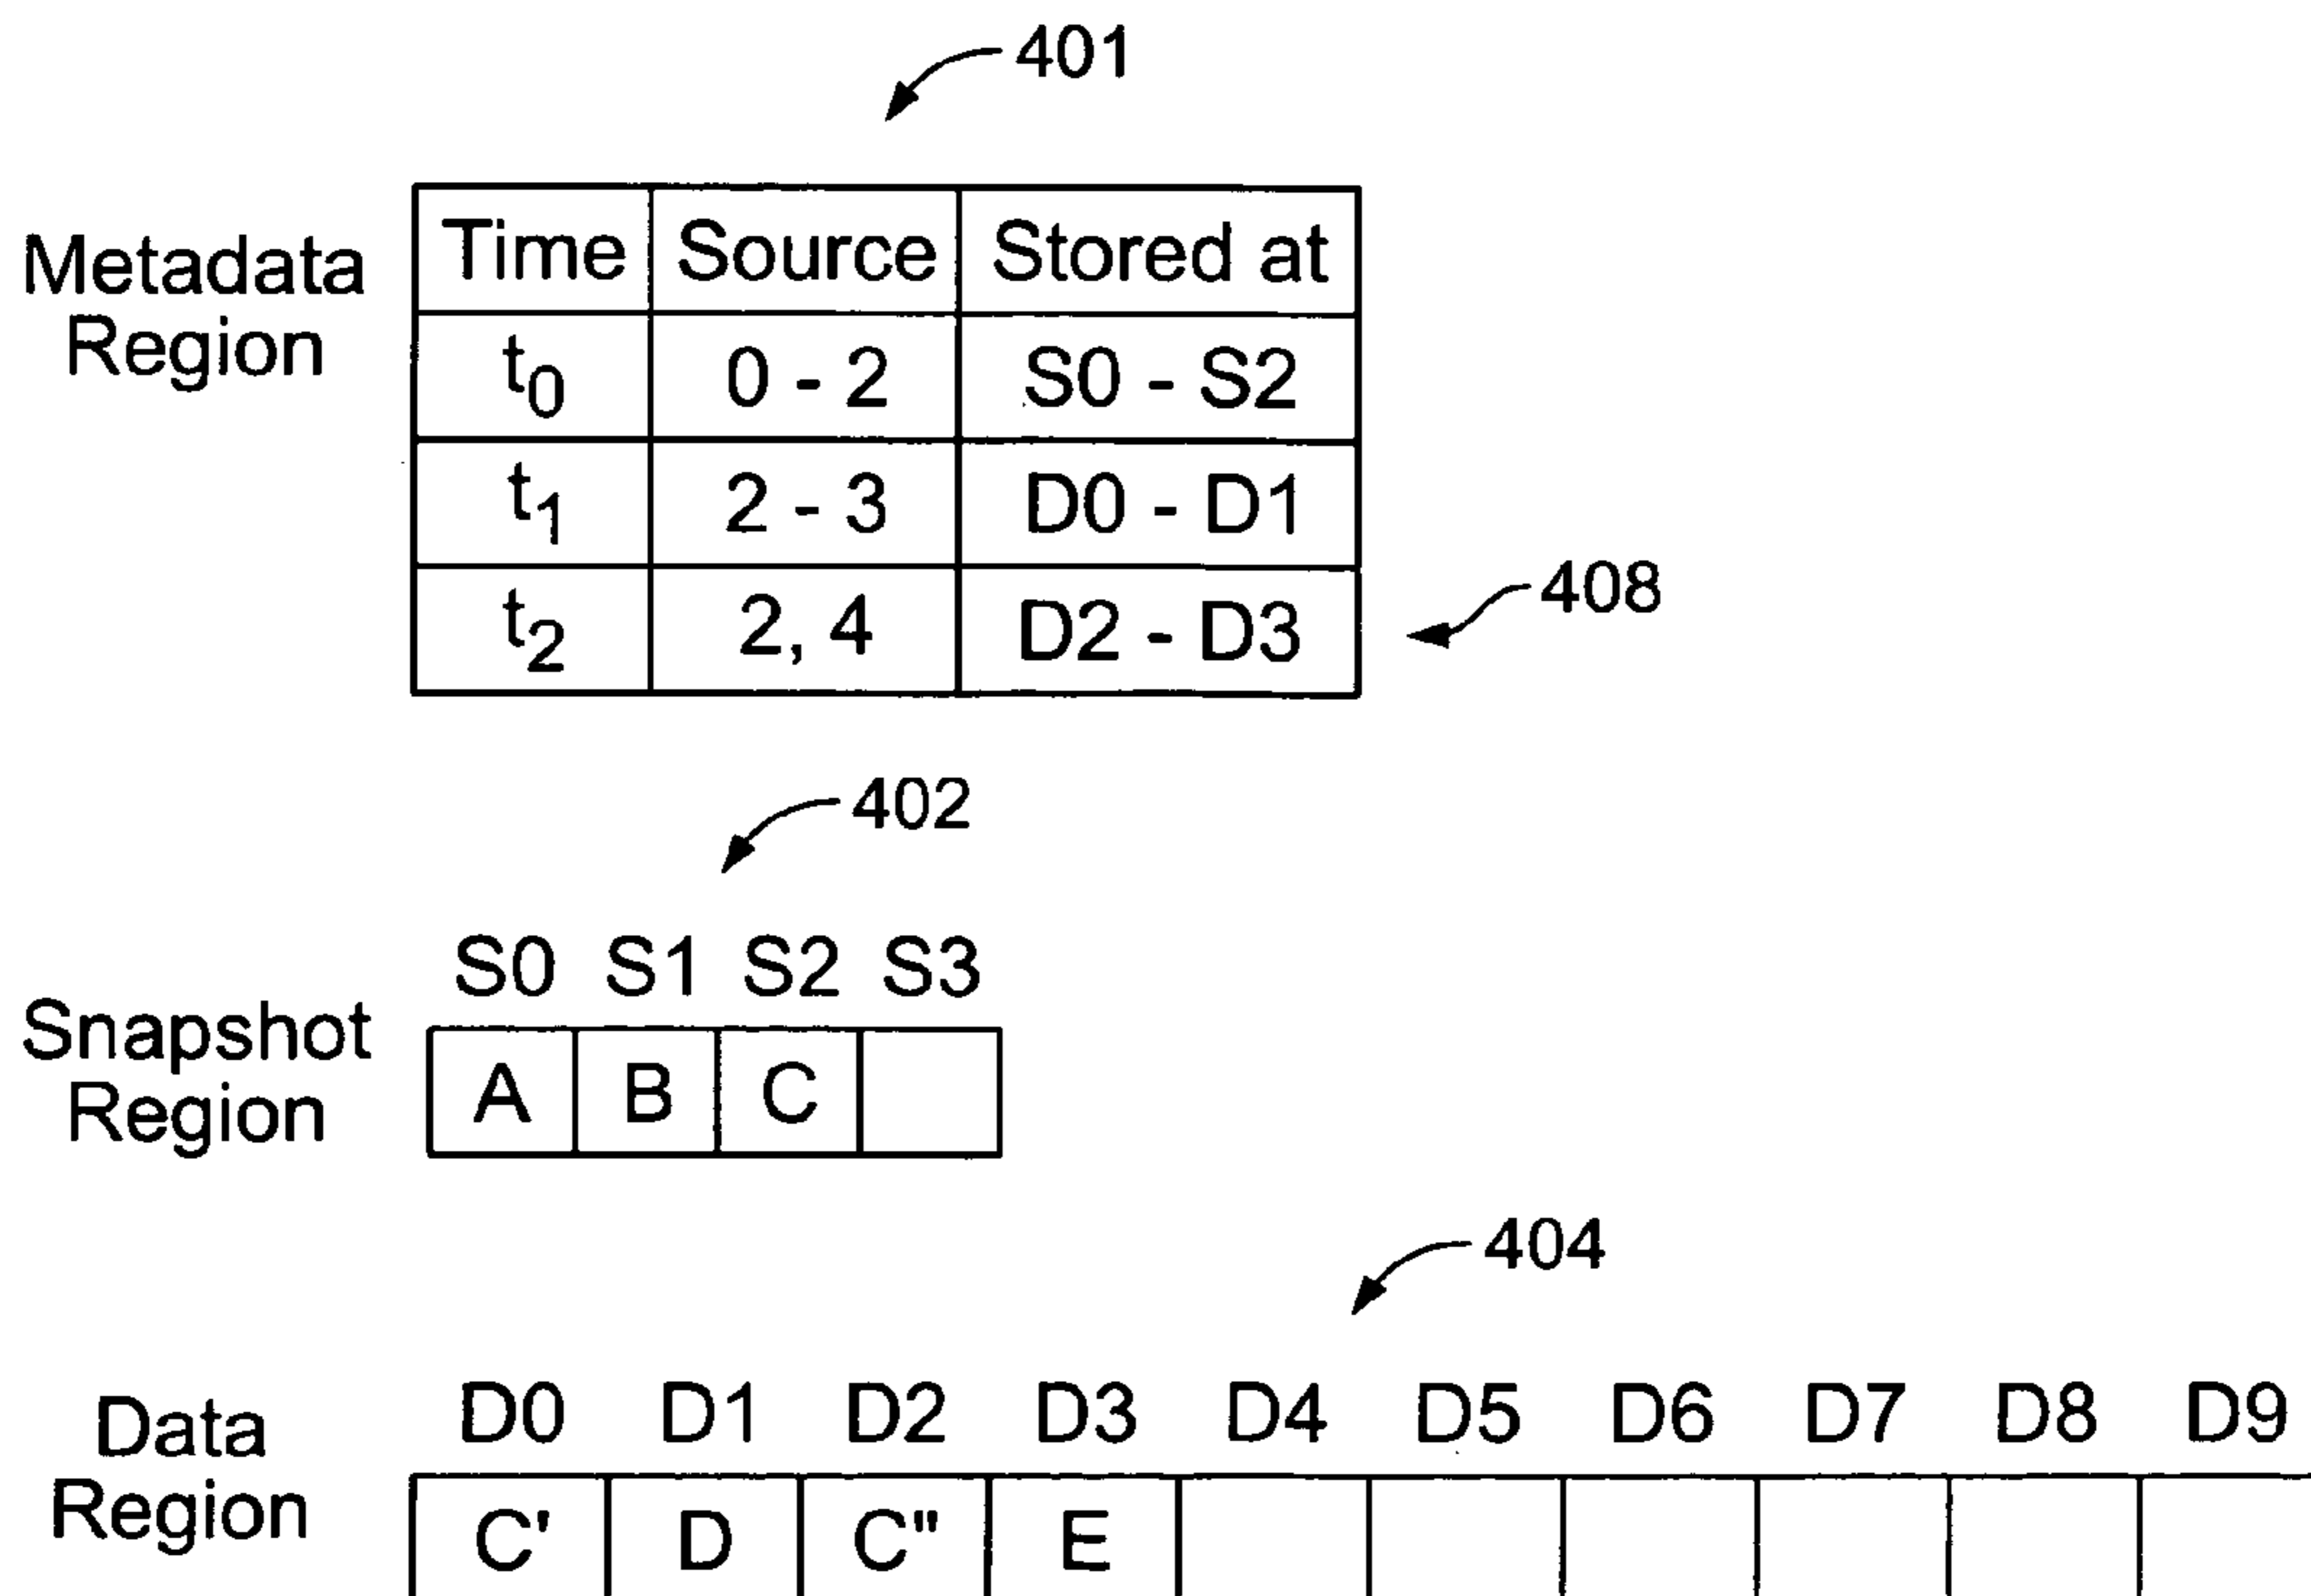 401
Metadata
Region
Time Source Stored at
t0 0 - 2 S0 - S2
t1 2 - 3 D0 - D1
t2 2, 4 D2 - D3
408
402
Snapshot
Region
S0 S1 S2 S3
A B C
404
Data
Region
D0 D1 D2 D3 D4 D5 D6 D7 D8 D9
C' D C" E